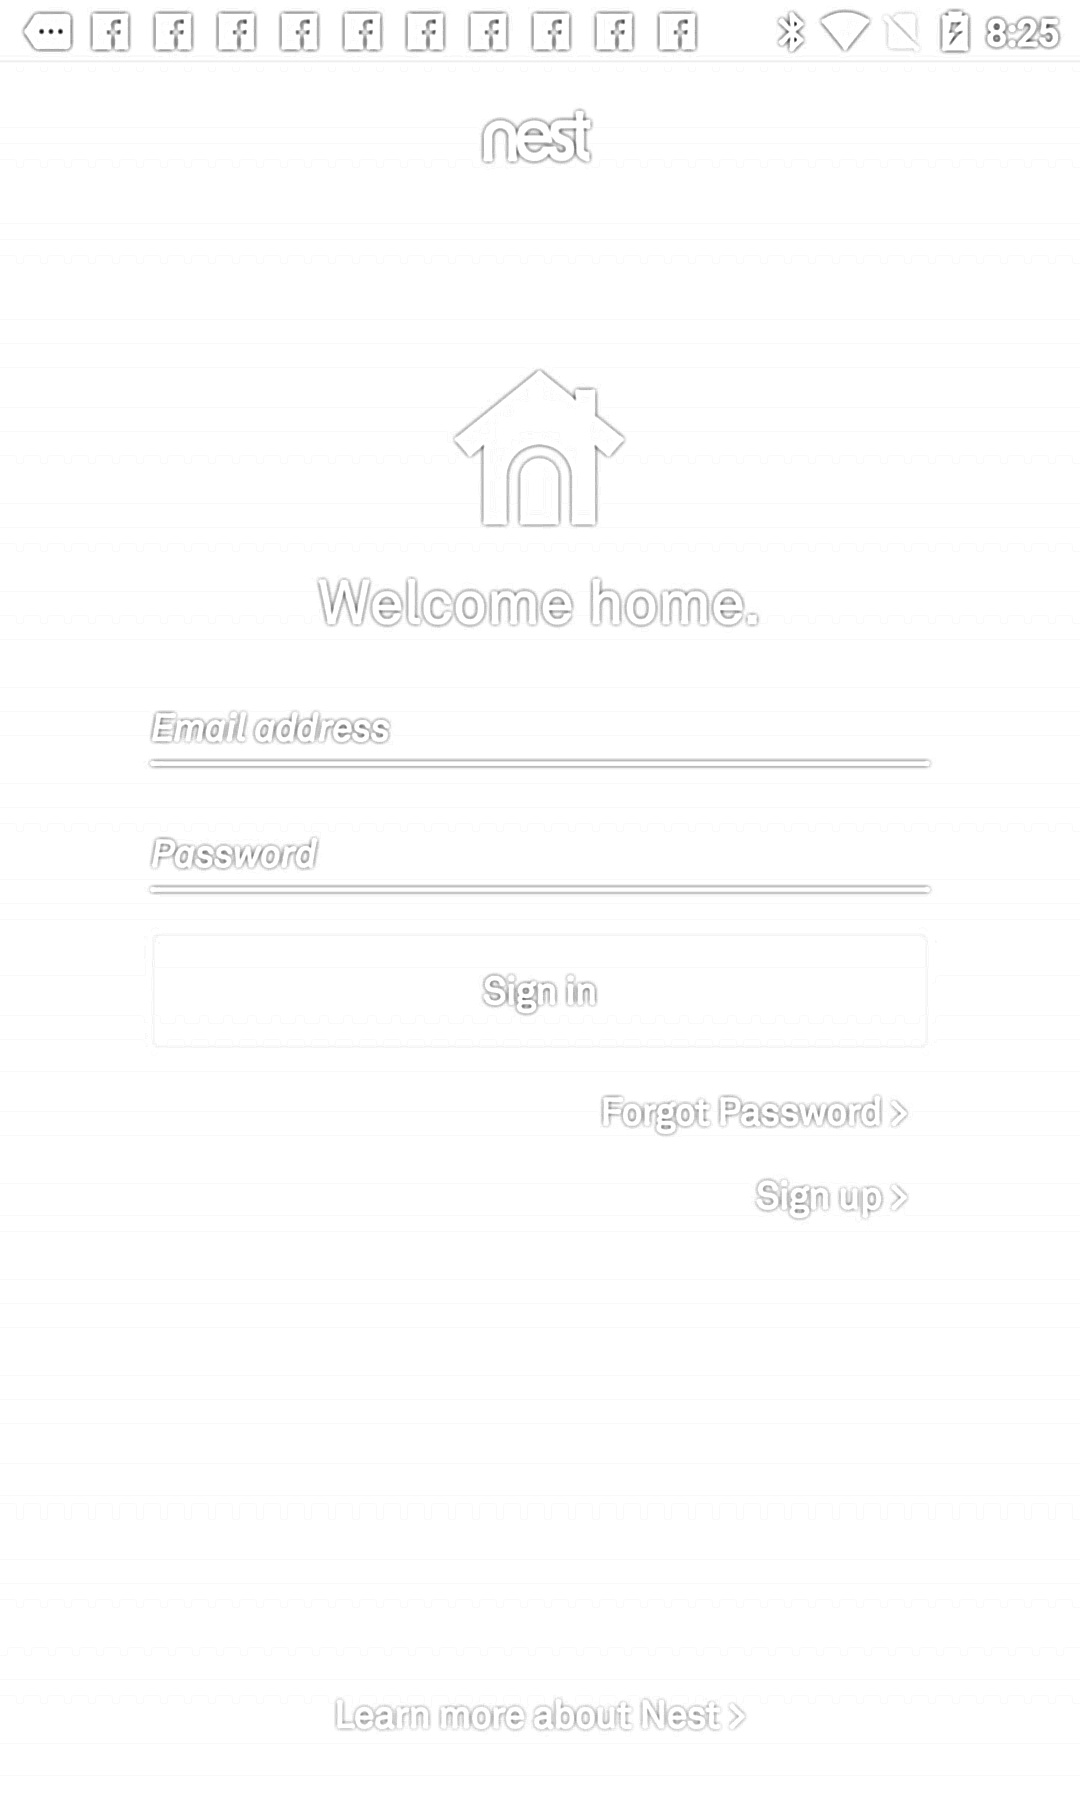 8:25
nest
Welcome home.
Email address
Password
Sign in
Forgot Password >
Sign up >
Learn more about Nest >